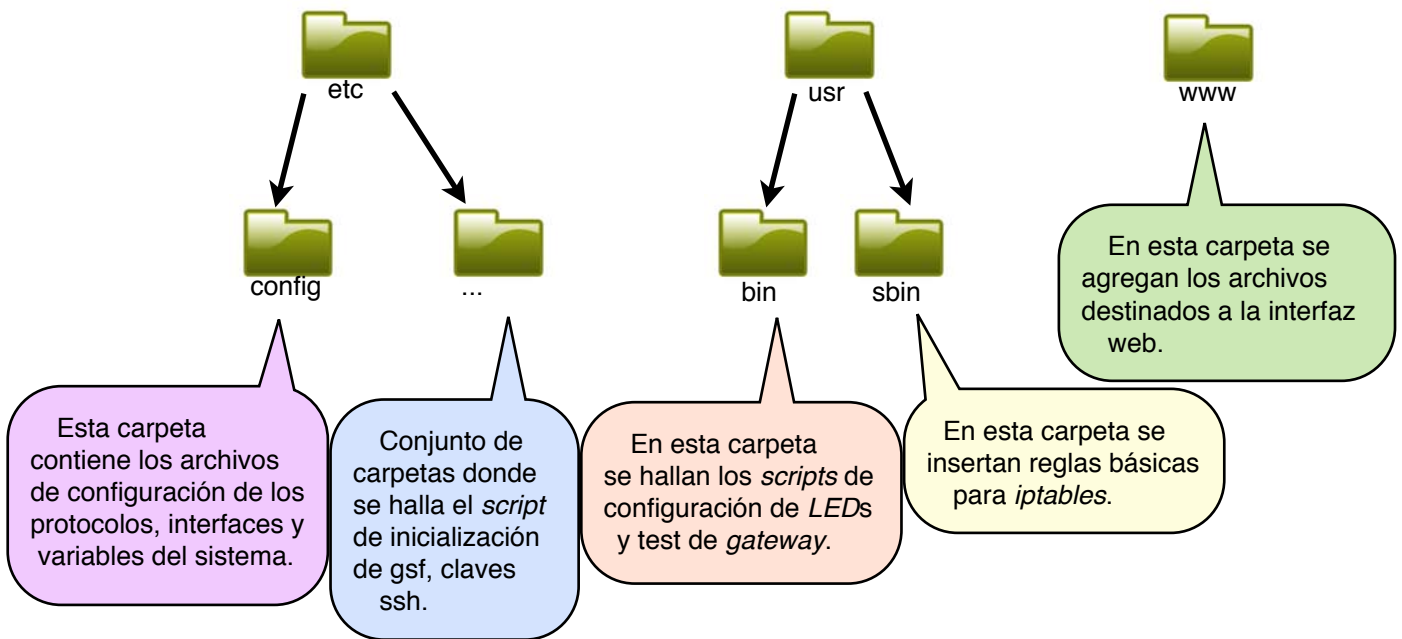 etc
usr
www
config
...
bin
sbin
En esta carpeta se
agregan los archivos
destinados a la interfaz
web.
Esta carpeta
contiene los archivos
de configuración de los
protocolos, interfaces y
variables del sistema.
Conjunto de
carpetas donde
se halla el script
de inicialización
de gsf, claves
ssh.
En esta carpeta
se hallan los scripts de
configuración de LEDs
y test de gateway.
En esta carpeta se
insertan reglas básicas
para iptables.